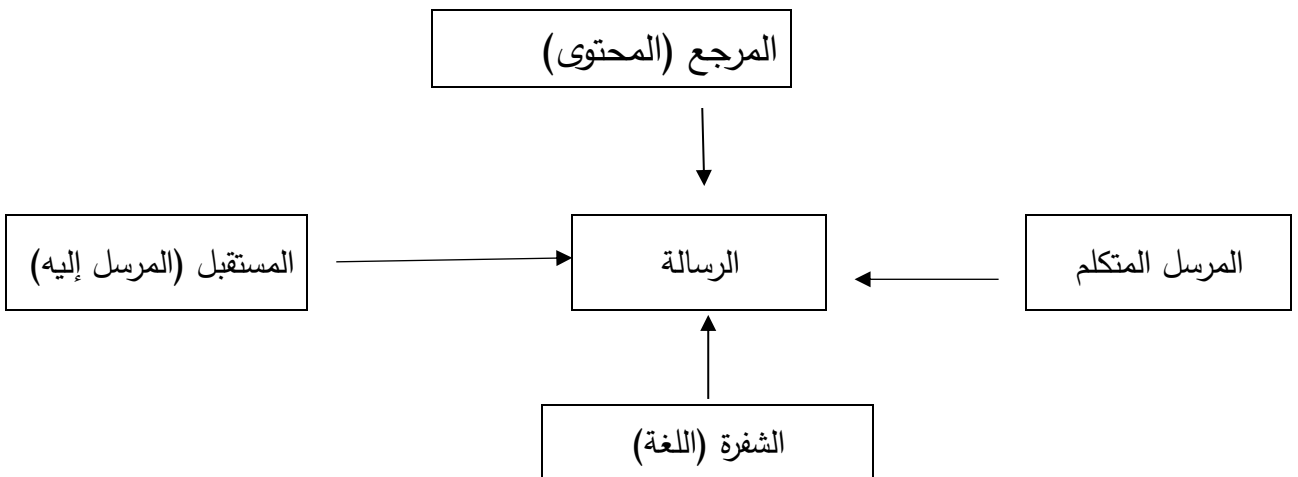 المرجع (المحتوى)
المرسل المتكلم
الرسالة
المستقبل (المرسل إليه)
الشفرة (اللغة)